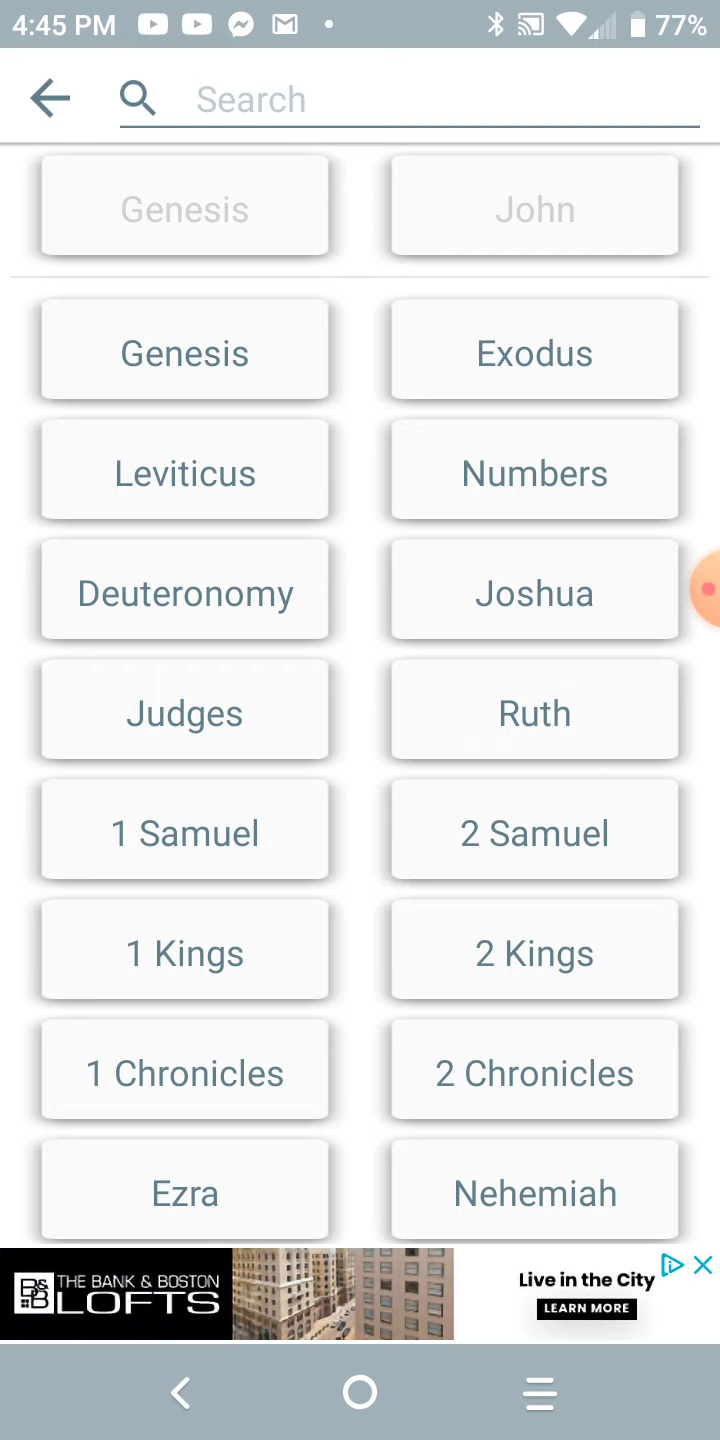 4:45 PM 77%
Search
Genesis John
Genesis Exodus
Leviticus Numbers
Deuteronomy Joshua
Judges Ruth
1 Samuel 2 Samuel
1 Kings 2 Kings
1 Chronicles 2 Chronicles
Ezra Nehemiah
B&B THE BANK & BOSTON
LOFTS
Live in the City
LEARN MORE